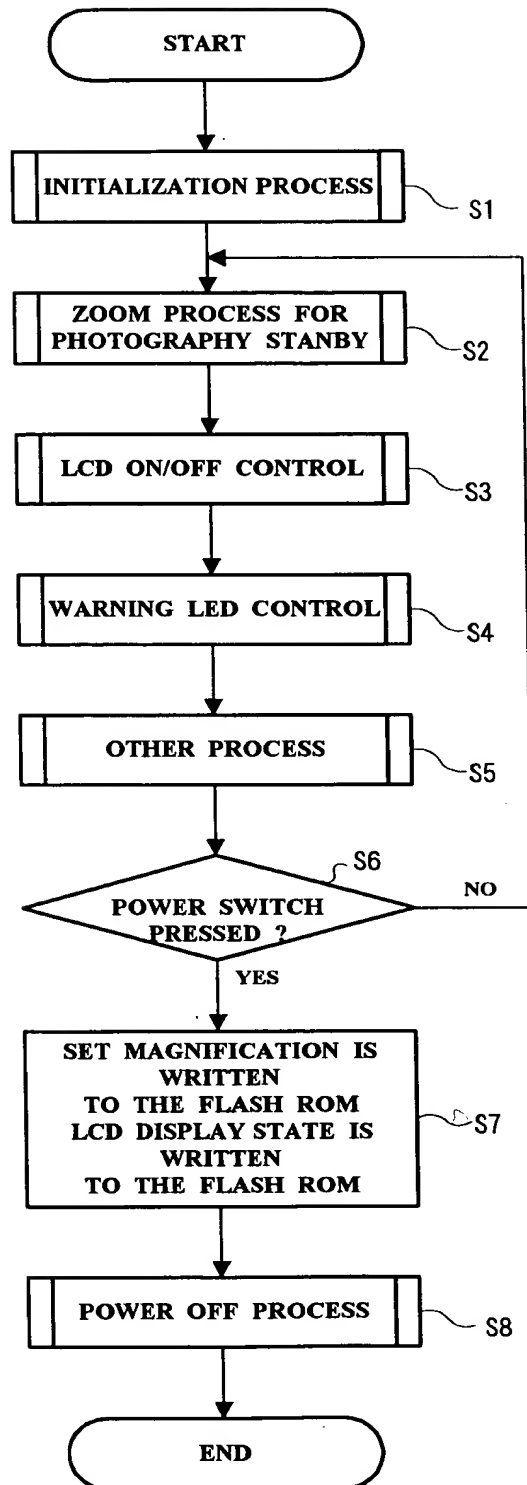 START
INITIALIZATION PROCESS
S1
ZOOM PROCESS FOR
PHOTOGRAPHY STANBY
S2
LCD ON/OFF CONTROL
S3
WARNING LED CONTROL
S4
OTHER PROCESS
S5
S6
POWER SWITCH
PRESSED ?
NO
YES
SET MAGNIFICATION IS
WRITTEN
TO THE FLASH ROM
LCD DISPLAY STATE IS
WRITTEN
TO THE FLASH ROM
S7
POWER OFF PROCESS
S8
END